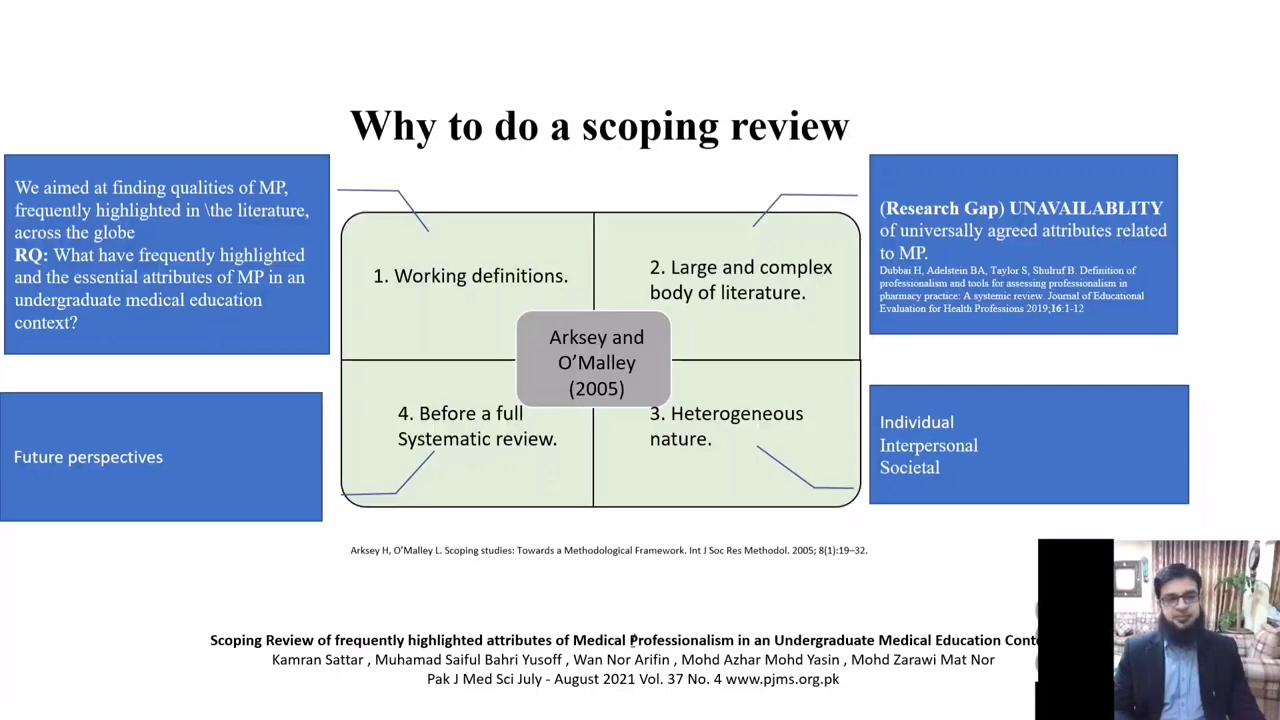 Why to do a scoping review
We aimed at finding qualities of MP,
frequently highlighted in \the literature,
across the globe
RQ: What have frequently highlighted
and the essential attributes of MP in an
undergraduate medical education
context?
1. Working definitions.
2. Large and complex
body of literature.
(Research Gap) UNAVAILABLITY
of universally agreed attributes related
to MP.
Dubbai H, Adelstein BA, Taylor S, Shulruf B. Definition of
professionalism and tools for assessing professionalism in
pharmacy practice: A systemic review. Journal of Educational
Evaluation for Health Professions 2019;16:1-12
Arksey and
O’Malley
(2005)
Future perspectives
4. Before a full
Systematic review.
3. Heterogeneous
nature.
Individual
Interpersonal
Societal
Arksey H, O’Malley L. Scoping studies: Towards a Methodological Framework. Int J Soc Res Methodol. 2005; 8(1):19–32.
Scoping Review of frequently highlighted attributes of Medical Professionalism in an Undergraduate Medical Education
Kamran Sattar , Muhamad Saiful Bahri Yusoff , Wan Nor Arifin , Mohd Azhar Mohd Yasin , Mohd Zarawi Mat Nor
Pak J Med Sci July - August 2021 Vol. 37 No. 4 www.pjms.org.pk